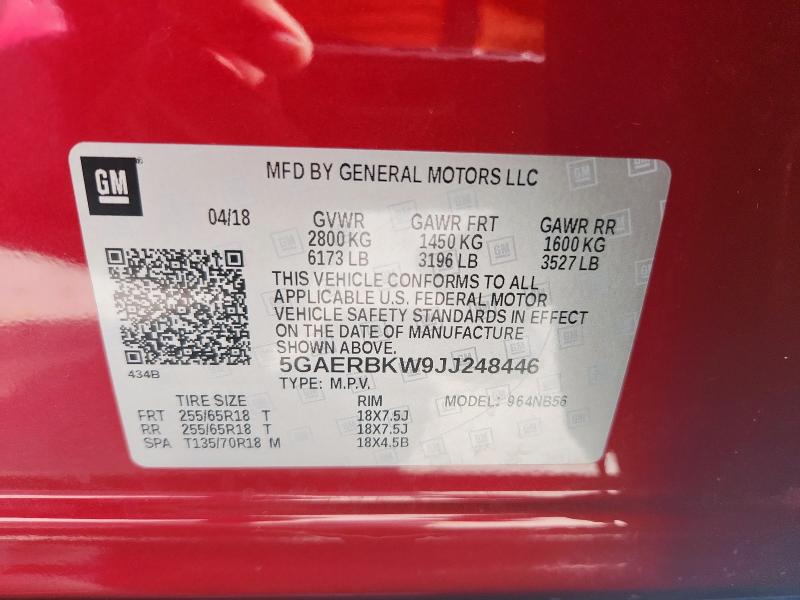 GM
MFD BY GENERAL MOTORS LLC
04/18 GVWR GAWR FRT GAWR RR
2800 KG 1450 KG 1600 KG
6173 LB 3196 LB 3527 LB
THIS VEHICLE CONFORMS TO ALL
APPLICABLE U.S. FEDERAL MOTOR
VEHICLE SAFETY STANDARDS IN EFFECT
ON THE DATE OF MANUFACTURE
SHOWN ABOVE.
434B
5GAERBKW9JJ248446
TYPE: M.P.V.
TIRE SIZE RIM MODEL: 964NB56
FRT 255/65R18 T 18X7.5J
RR 255/65R18 T 18X7.5J
SPA T135/70R18 M 18X4.5B